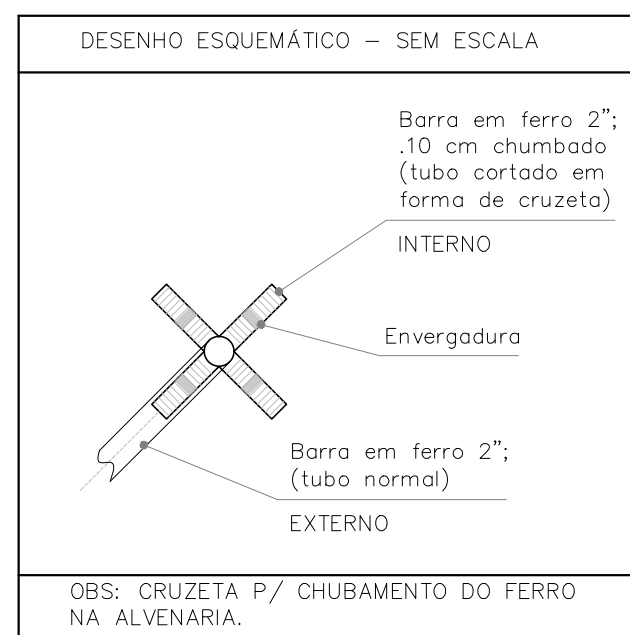 DESENHO ESQUEMÁTICO – SEM ESCALA
Barra em ferro 2”;
.10 cm chumbado
(tubo cortado em
forma de cruzeta)
INTERNO
Envergadura
Barra em ferro 2”;
(tubo normal)
EXTERNO
OBS: CRUZETA P/ CHUBAMENTO DO FERRO
NA ALVENARIA.